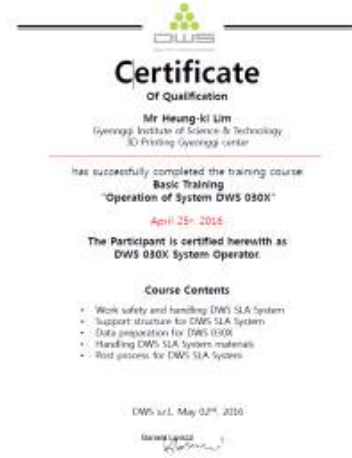 DWS
Certificate
Of Qualification
Mr Heung-ki Lim
Gyeonggi Institute of Science & Technology
3D Printing Gyeonggi center
has successfully completed the training course:
Basic Training
"Operation of System DWS 030X"
April 25th 2016
The Participant is certified herewith as
DWS 030X System Operator.
Course Contents
• Work safety and handling DWS SLA System
• Support structure for DWS SLA System
• Data preparation for DWS 030X
• Handling DWS SLA System materials
• Post process for DWS SLA System
DWS s.r.l. May 02nd, 2016